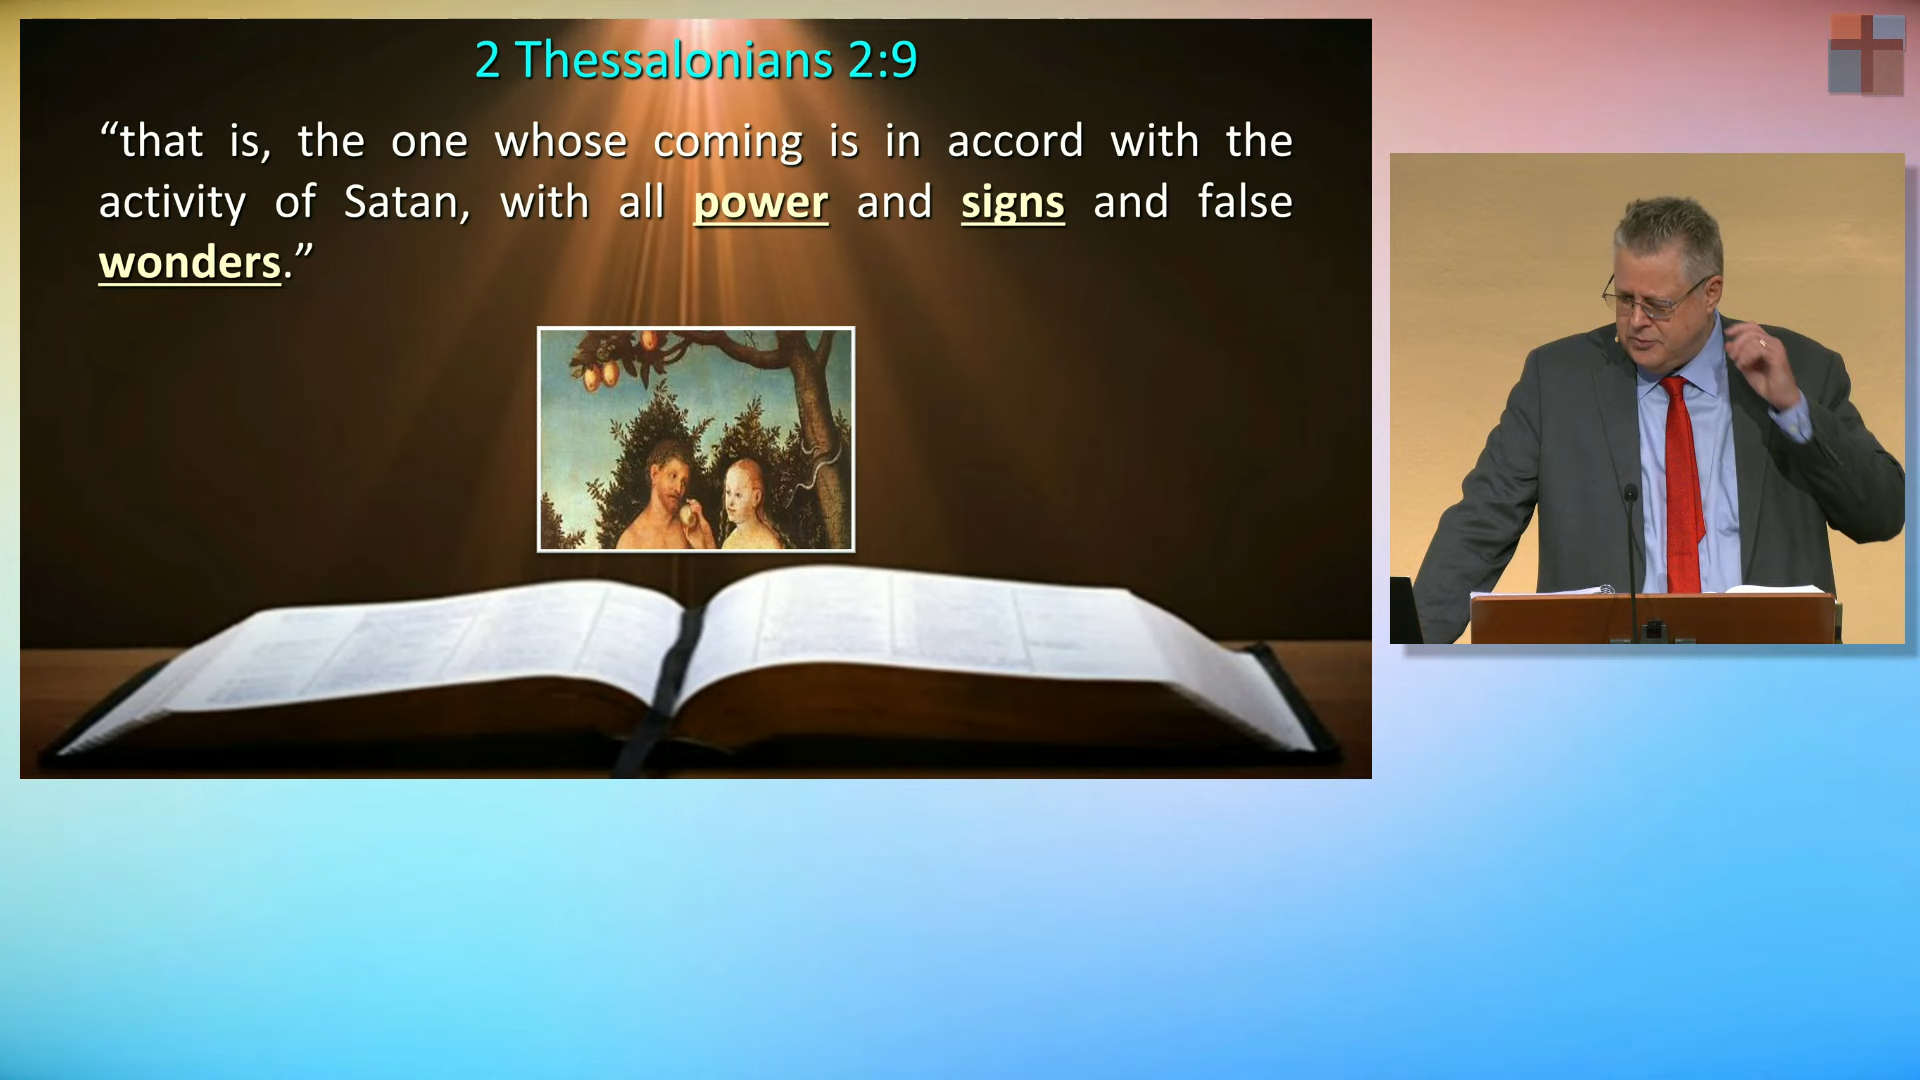 2 Thessalonians 2:9
“that is, the one whose coming is in accord with the
activity of Satan, with all power and signs and false
wonders.”